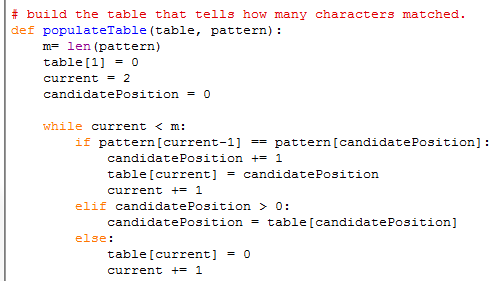 # build the table that tells how many characters matched.
def populateTable(table, pattern):
    m= len(pattern)
    table[1] = 0
    current = 2
    candidatePosition = 0

    while current < m:
        if pattern[current-1] == pattern[candidatePosition]:
            candidatePosition += 1
            table[current] = candidatePosition
            current += 1
        elif candidatePosition > 0:
            candidatePosition = table[candidatePosition]
        else:
            table[current] = 0
            current += 1